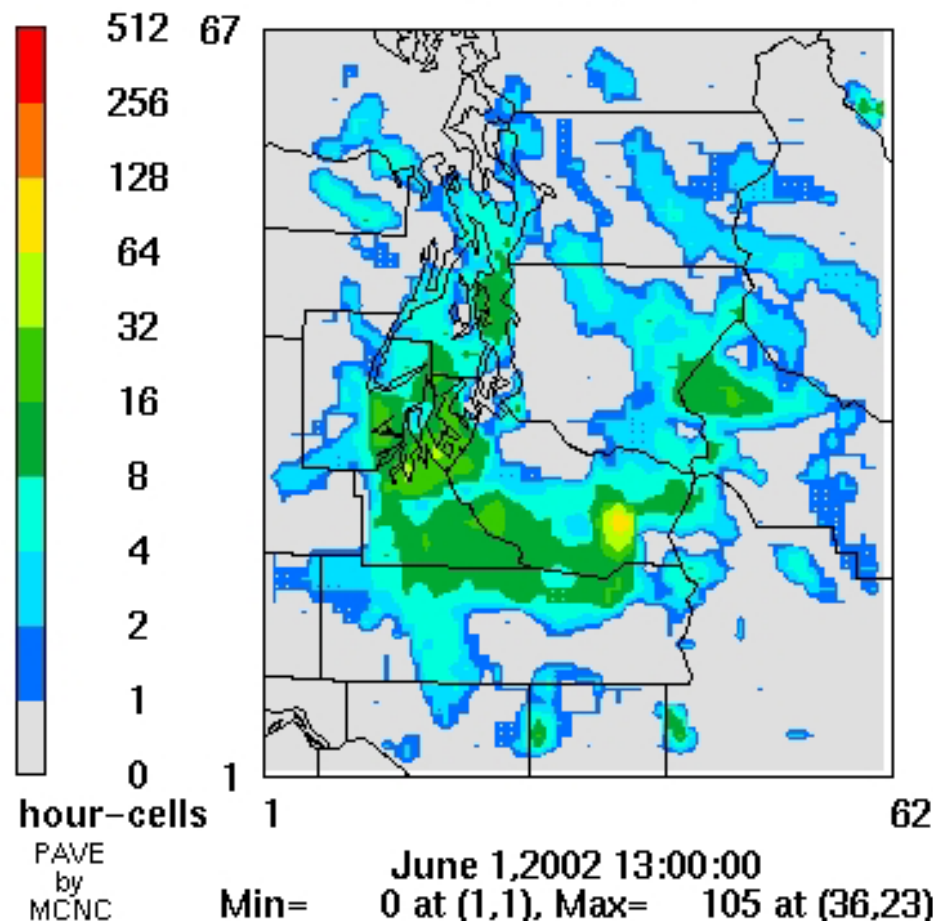 512
256
128
64
32
16
8
4
2
1
0
hour-cells
PAVE
by
MCNC
67
1
1
62
June 1,2002 13:00:00
Min= 0 at (1,1), Max= 105 at (36,23)